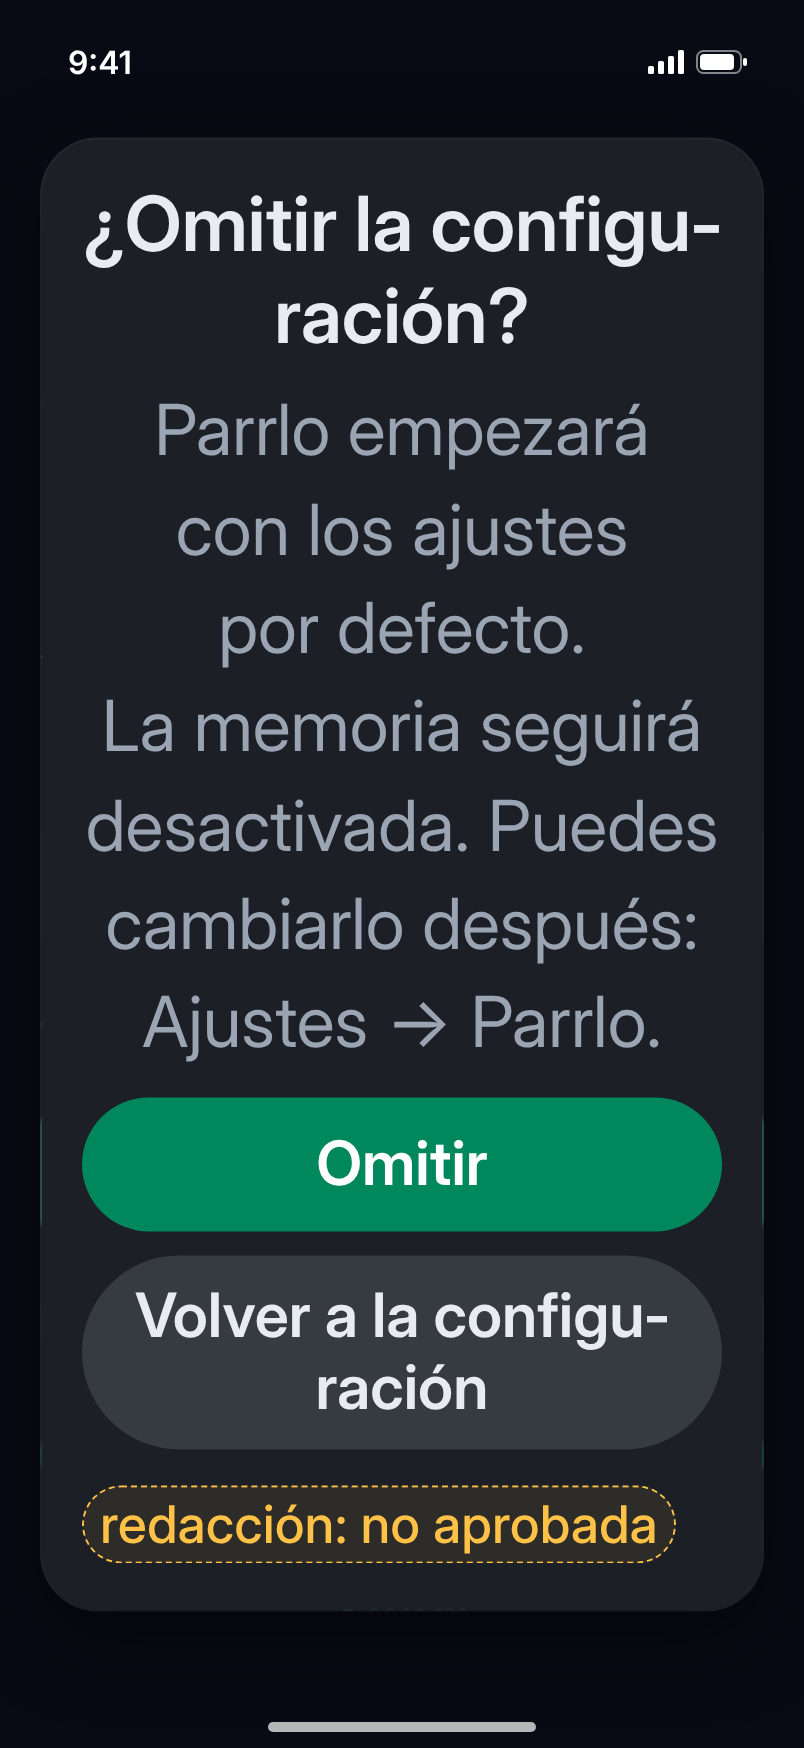 9:41
¿Omitir la configu-
ración?
Parrlo empezará
con los ajustes
por defecto.
La memoria seguirá
desactivada. Puedes
cambiarlo después:
Ajustes → Parrlo.
Omitir
Volver a la configu-
ración
redacción: no aprobada